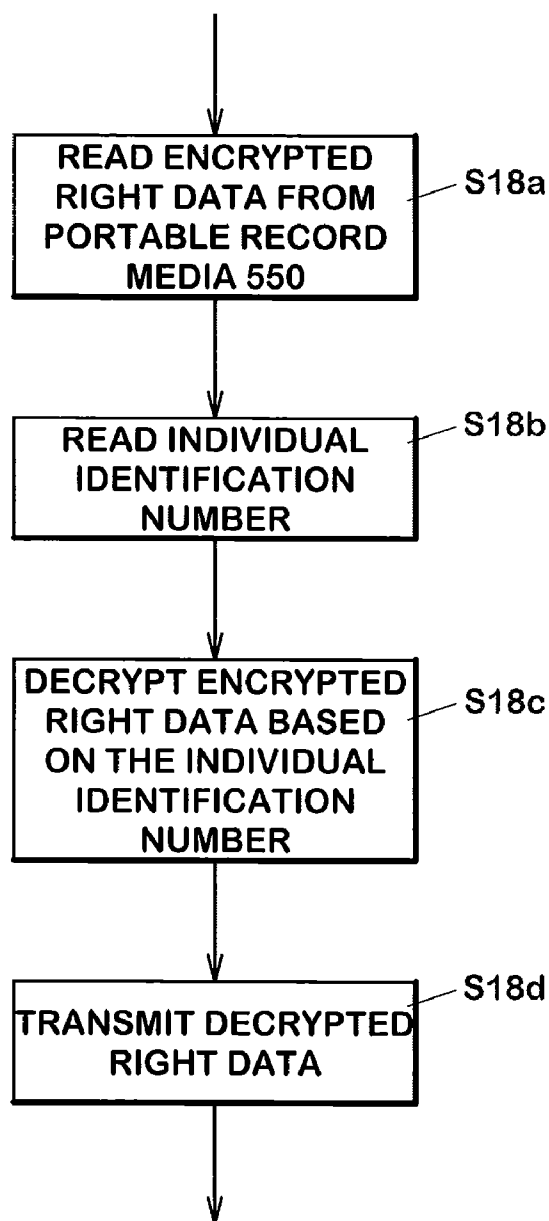 READ ENCRYPTED
RIGHT DATA FROM
PORTABLE RECORD
MEDIA 550
S18a
READ INDIVIDUAL
IDENTIFICATION
NUMBER
S18b
DECRYPT ENCRYPTED
RIGHT DATA BASED
ON THE INDIVIDUAL
IDENTIFICATION
NUMBER
S18c
TRANSMIT DECRYPTED
RIGHT DATA
S18d